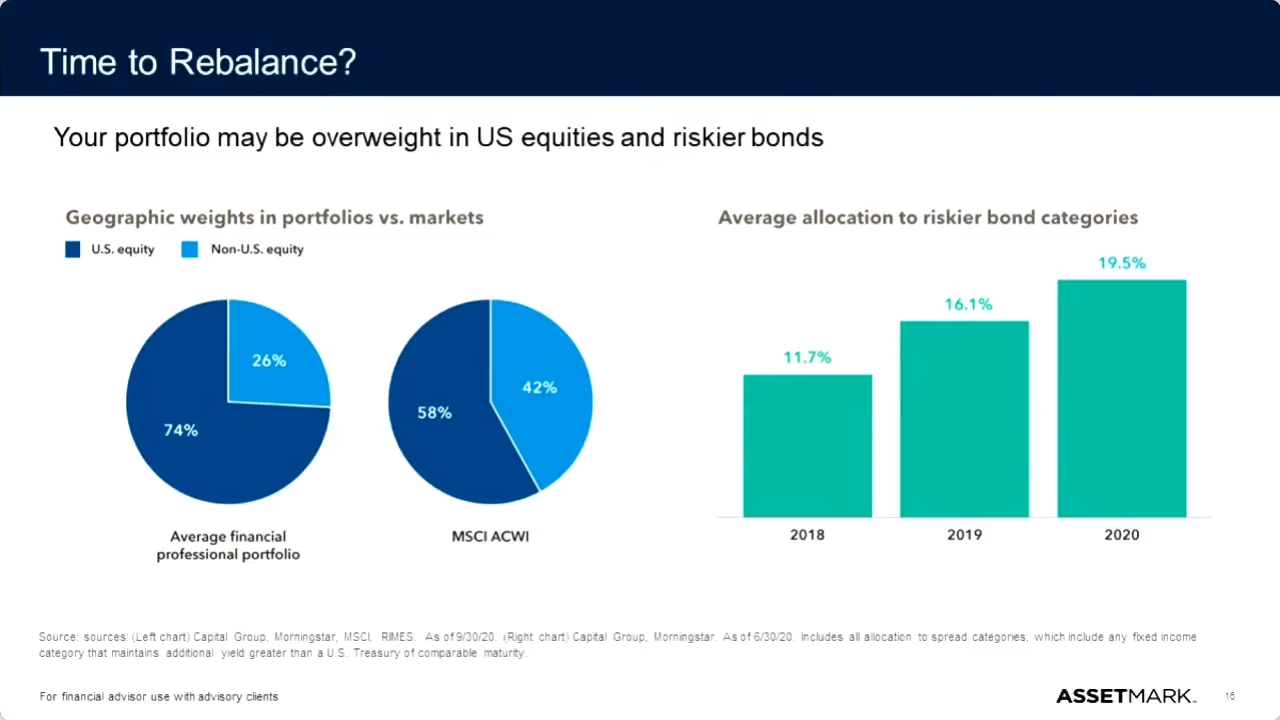 Time to Rebalance?
Your portfolio may be overweight in US equities and riskier bonds
Geographic weights in portfolios vs. markets
U.S. equity
Non-U.S. equity
26%
74%
42%
58%
Average financial
professional portfolio
MSCI ACWI
Average allocation to riskier bond categories
11.7%
16.1%
19.5%
2018
2019
2020
Source: sources: (Left chart) Capital Group, Morningstar, MSCI, RIMES. As of 9/30/20. (Right chart) Capital Group, Morningstar. As of 6/30/20. Includes all allocation to spread categories, which include any fixed income
category that maintains additional yield greater than a U.S. Treasury of comparable maturity.
For financial advisor use with advisory clients
ASSETMARK™
16